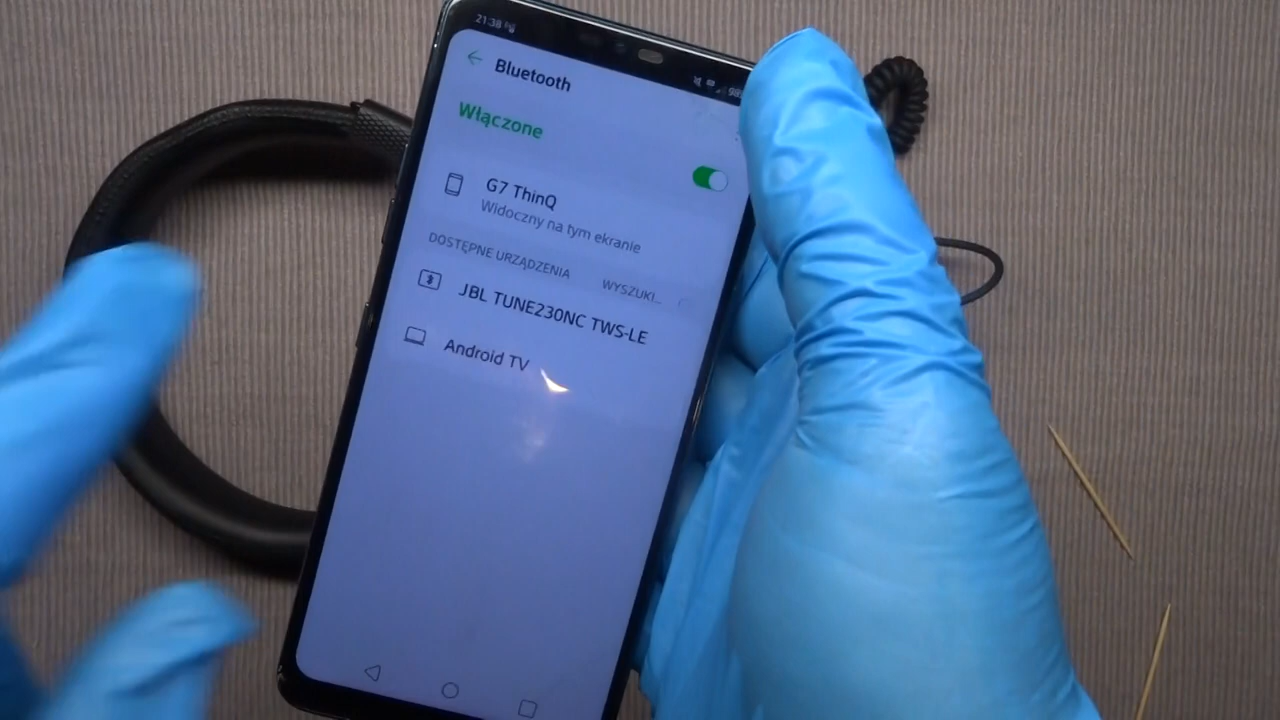 21:38
Bluetooth
Włączone
G7 ThinQ
Widoczny na tym ekranie
DOSTĘPNE URZĄDZENIA WYSZUKI...
JBL TUNE230NC TWS-LE
Android TV